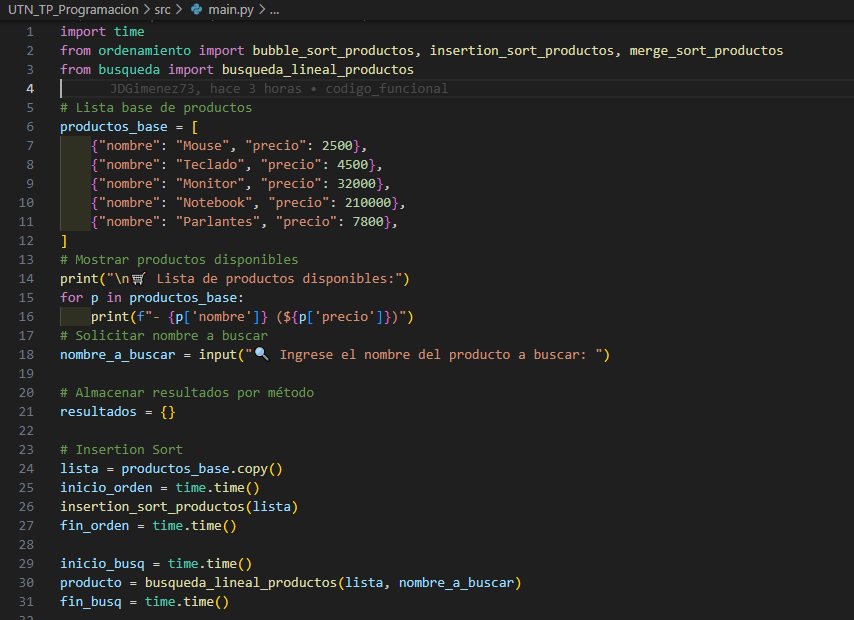 UTN_TP_Programacion > src > main.py > ...
1 import time
2 from ordenamiento import bubble_sort_productos, insertion_sort_productos, merge_sort_productos
3 from busqueda import busqueda_lineal_productos
4 JDGimenez73, hace 3 horas • codigo_funcional
5 # Lista base de productos
6 productos_base = [
7     {"nombre": "Mouse", "precio": 2500},
8     {"nombre": "Teclado", "precio": 4500},
9     {"nombre": "Monitor", "precio": 32000},
10     {"nombre": "Notebook", "precio": 210000},
11     {"nombre": "Parlantes", "precio": 7800},
12 ]
13 # Mostrar productos disponibles
14 print("\n🛒 Lista de productos disponibles:")
15 for p in productos_base:
16     print(f"- {p['nombre']} (${p['precio']})")
17 # Solicitar nombre a buscar
18 nombre_a_buscar = input("🔍 Ingrese el nombre del producto a buscar: ")
19
20 # Almacenar resultados por método
21 resultados = {}
22
23 # Insertion Sort
24 lista = productos_base.copy()
25 inicio_orden = time.time()
26 insertion_sort_productos(lista)
27 fin_orden = time.time()
28
29 inicio_busq = time.time()
30 producto = busqueda_lineal_productos(lista, nombre_a_buscar)
31 fin_busq = time.time()
32